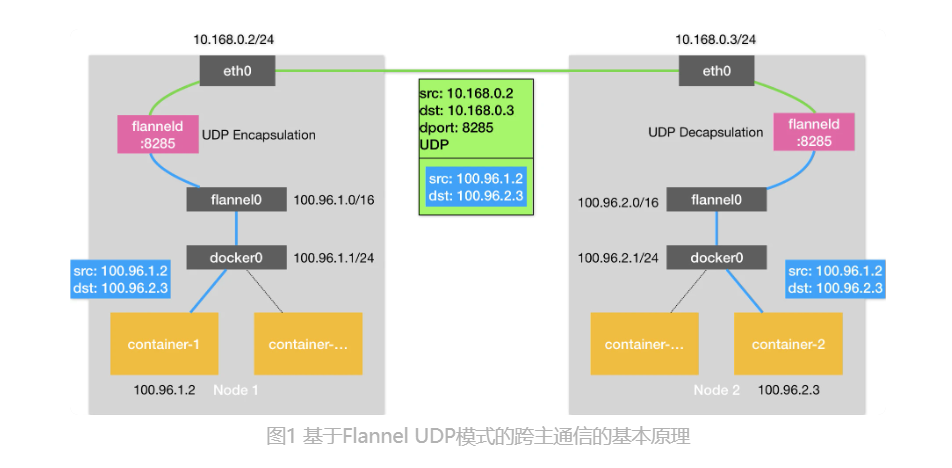 10.168.0.2/24
10.168.0.3/24
eth0
eth0
src: 10.168.0.2
dst: 10.168.0.3
dport: 8285
UDP
src: 100.96.1.2
dst: 100.96.2.3
flanneld
:8285
UDP Encapsulation
UDP Decapsulation
flanneld
:8285
flannel0
100.96.1.0/16
100.96.2.0/16
flannel0
docker0
100.96.1.1/24
100.96.2.1/24
docker0
src: 100.96.1.2
dst: 100.96.2.3
src: 100.96.1.2
dst: 100.96.2.3
container-1
container-...
container-...
container-2
100.96.1.2
Node 1
Node 2
100.96.2.3
图1 基于Flannel UDP模式的跨主通信的基本原理